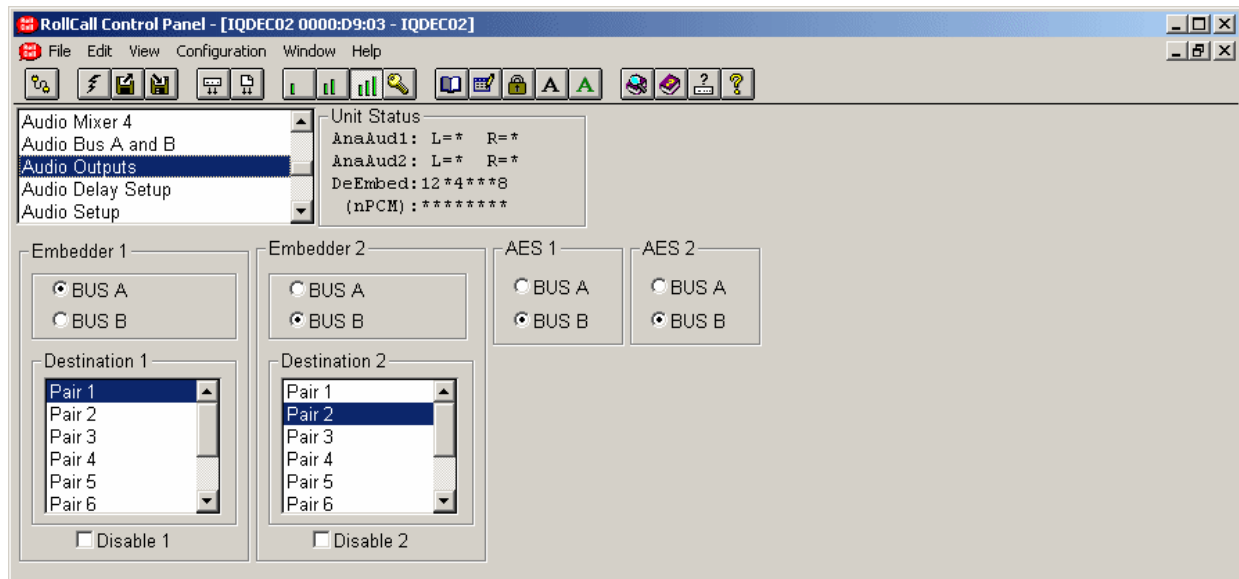 RollCall Control Panel - [IQDEC02 0000:D9:03 - IQDEC02]
File Edit View Configuration Window Help
Audio Mixer 4
Audio Bus A and B
Audio Outputs
Audio Delay Setup
Audio Setup
Unit Status
AnaAud1: L=* R=*
AnaAud2: L=* R=*
DeEmbed:12*4***8
(nPCM):********
Embedder 1
BUS A
BUS B
Destination 1
Pair 1
Pair 2
Pair 3
Pair 4
Pair 5
Pair 6
Disable 1
Embedder 2
BUS A
BUS B
Destination 2
Pair 1
Pair 2
Pair 3
Pair 4
Pair 5
Pair 6
Disable 2
AES 1
BUS A
BUS B
AES 2
BUS A
BUS B